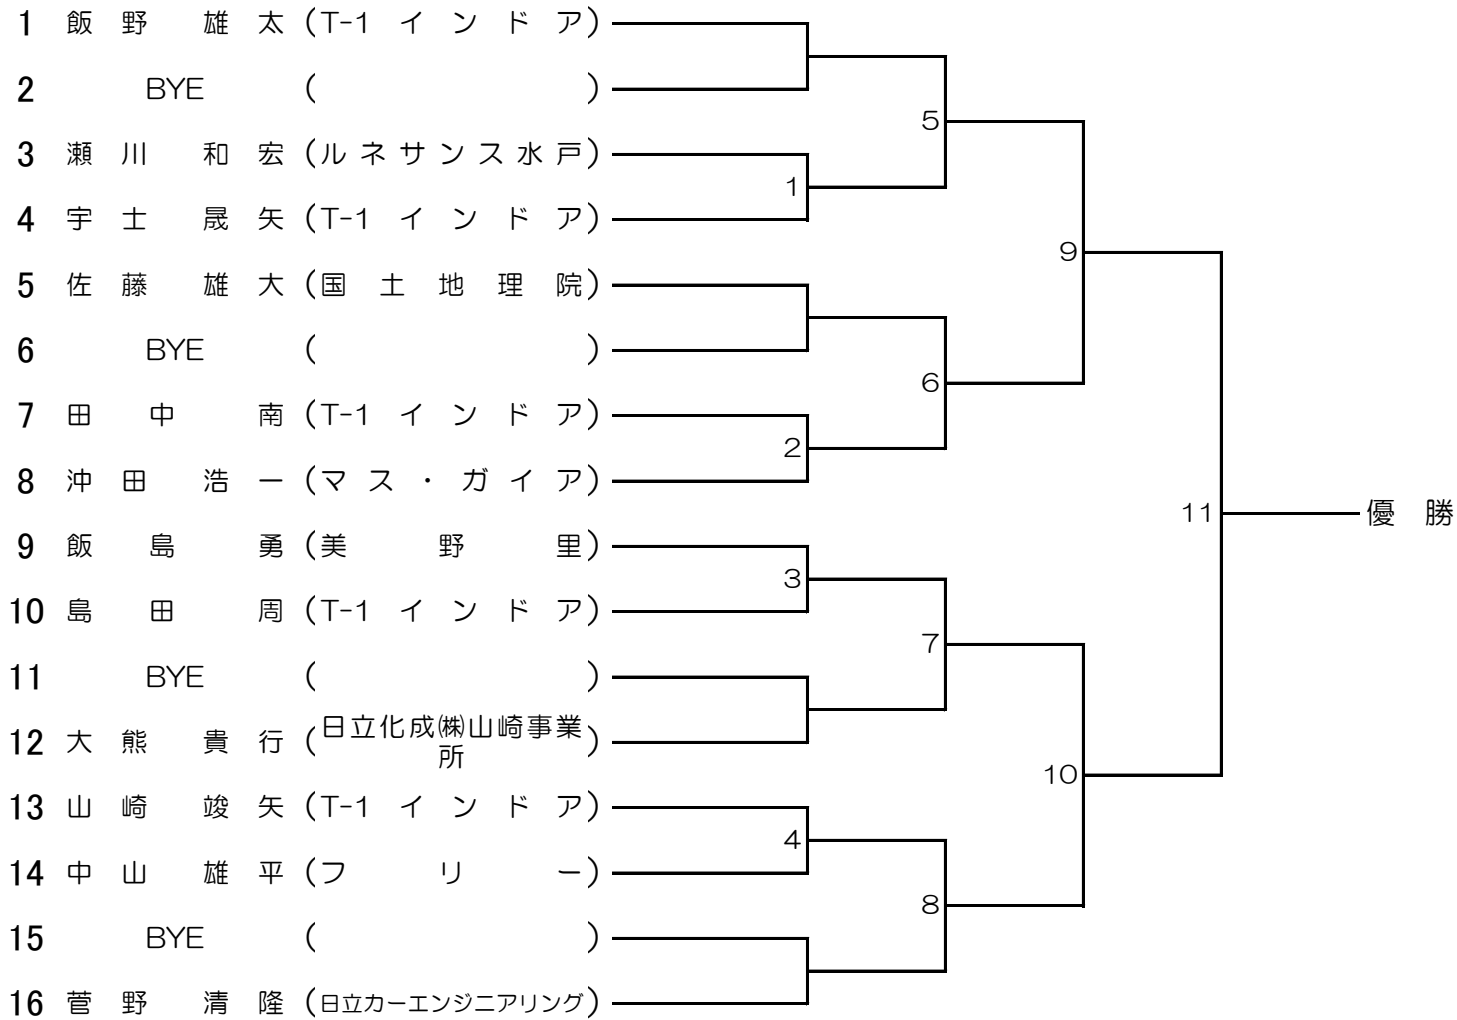 1 飯野 雄太 (T-1 インドア)
2 BYE ( )
5
3 瀬川 和宏 (ルネサンス水戸)
1
4 宇士 晟矢 (T-1 インドア)
9
5 佐藤 雄大 (国土地理院)
6 BYE ( )
6
7 田中 南 (T-1 インドア)
2
8 沖田 浩一 (マス・ガイア)
11 優勝
9 飯島 勇 (美野里)
3
10 島田 周 (T-1 インドア)
7
11 BYE ( )
12 大熊 貴行 (日立化成㈱山崎事業
所)
10
13 山崎 竣矢 (T-1 インドア)
4
14 中山 雄平 (フリー)
8
15 BYE ( )
16 菅野 清隆 (日立カーエンジニアリング)